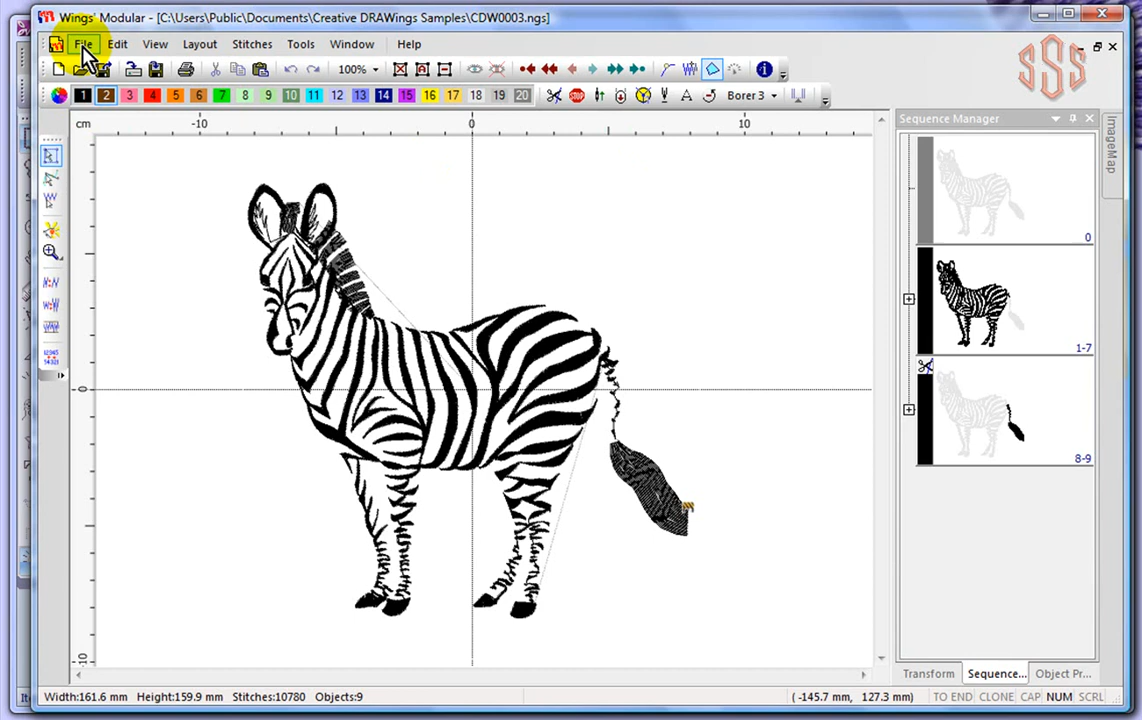 Wings' Modular - [C:\Users\Public\Documents\Creative DRAWings Samples\CDW0003.ngs]
File Edit View Layout Stitches Tools Window Help
SSS
100%
1 2 3 4 5 6 7 8 9 10 11 12 13 14 15 16 17 18 19 20 STOP A Borer 3
cm -10 0 10
Sequence Manager
ImageMap
0
1-7
0
8-9
-10
Transform Sequence... Object Pr...
Width:161.6 mm Height:159.9 mm Stitches:10780 Objects:9 ( -145.7 mm, 127.3 mm) TO END CLONE CAP NUM SCRL